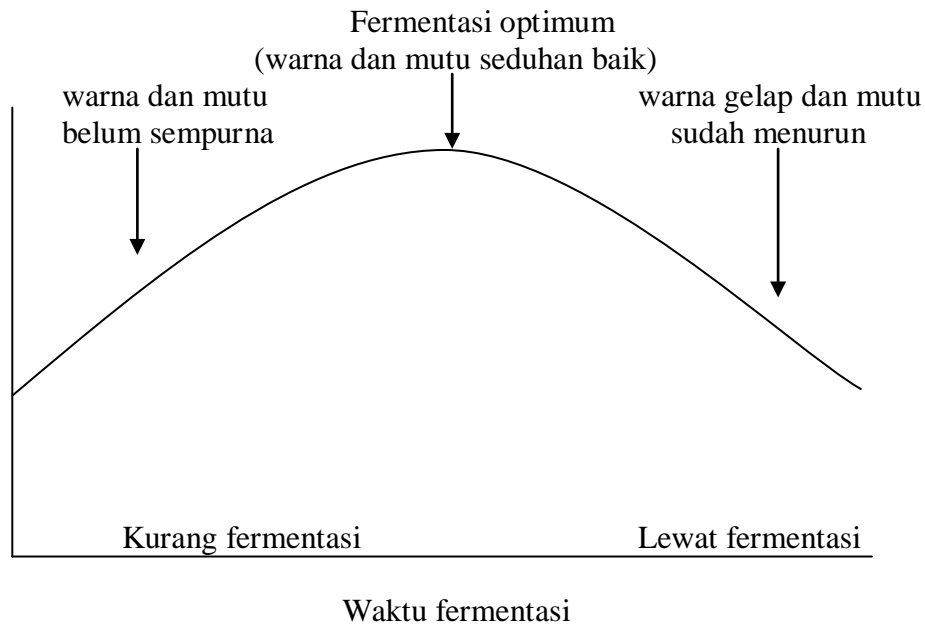 Fermentasi optimum
(warna dan mutu seduhan baik)
warna dan mutu
belum sempurna
warna gelap dan mutu
sudah menurun
Kurang fermentasi
Lewat fermentasi
Waktu fermentasi